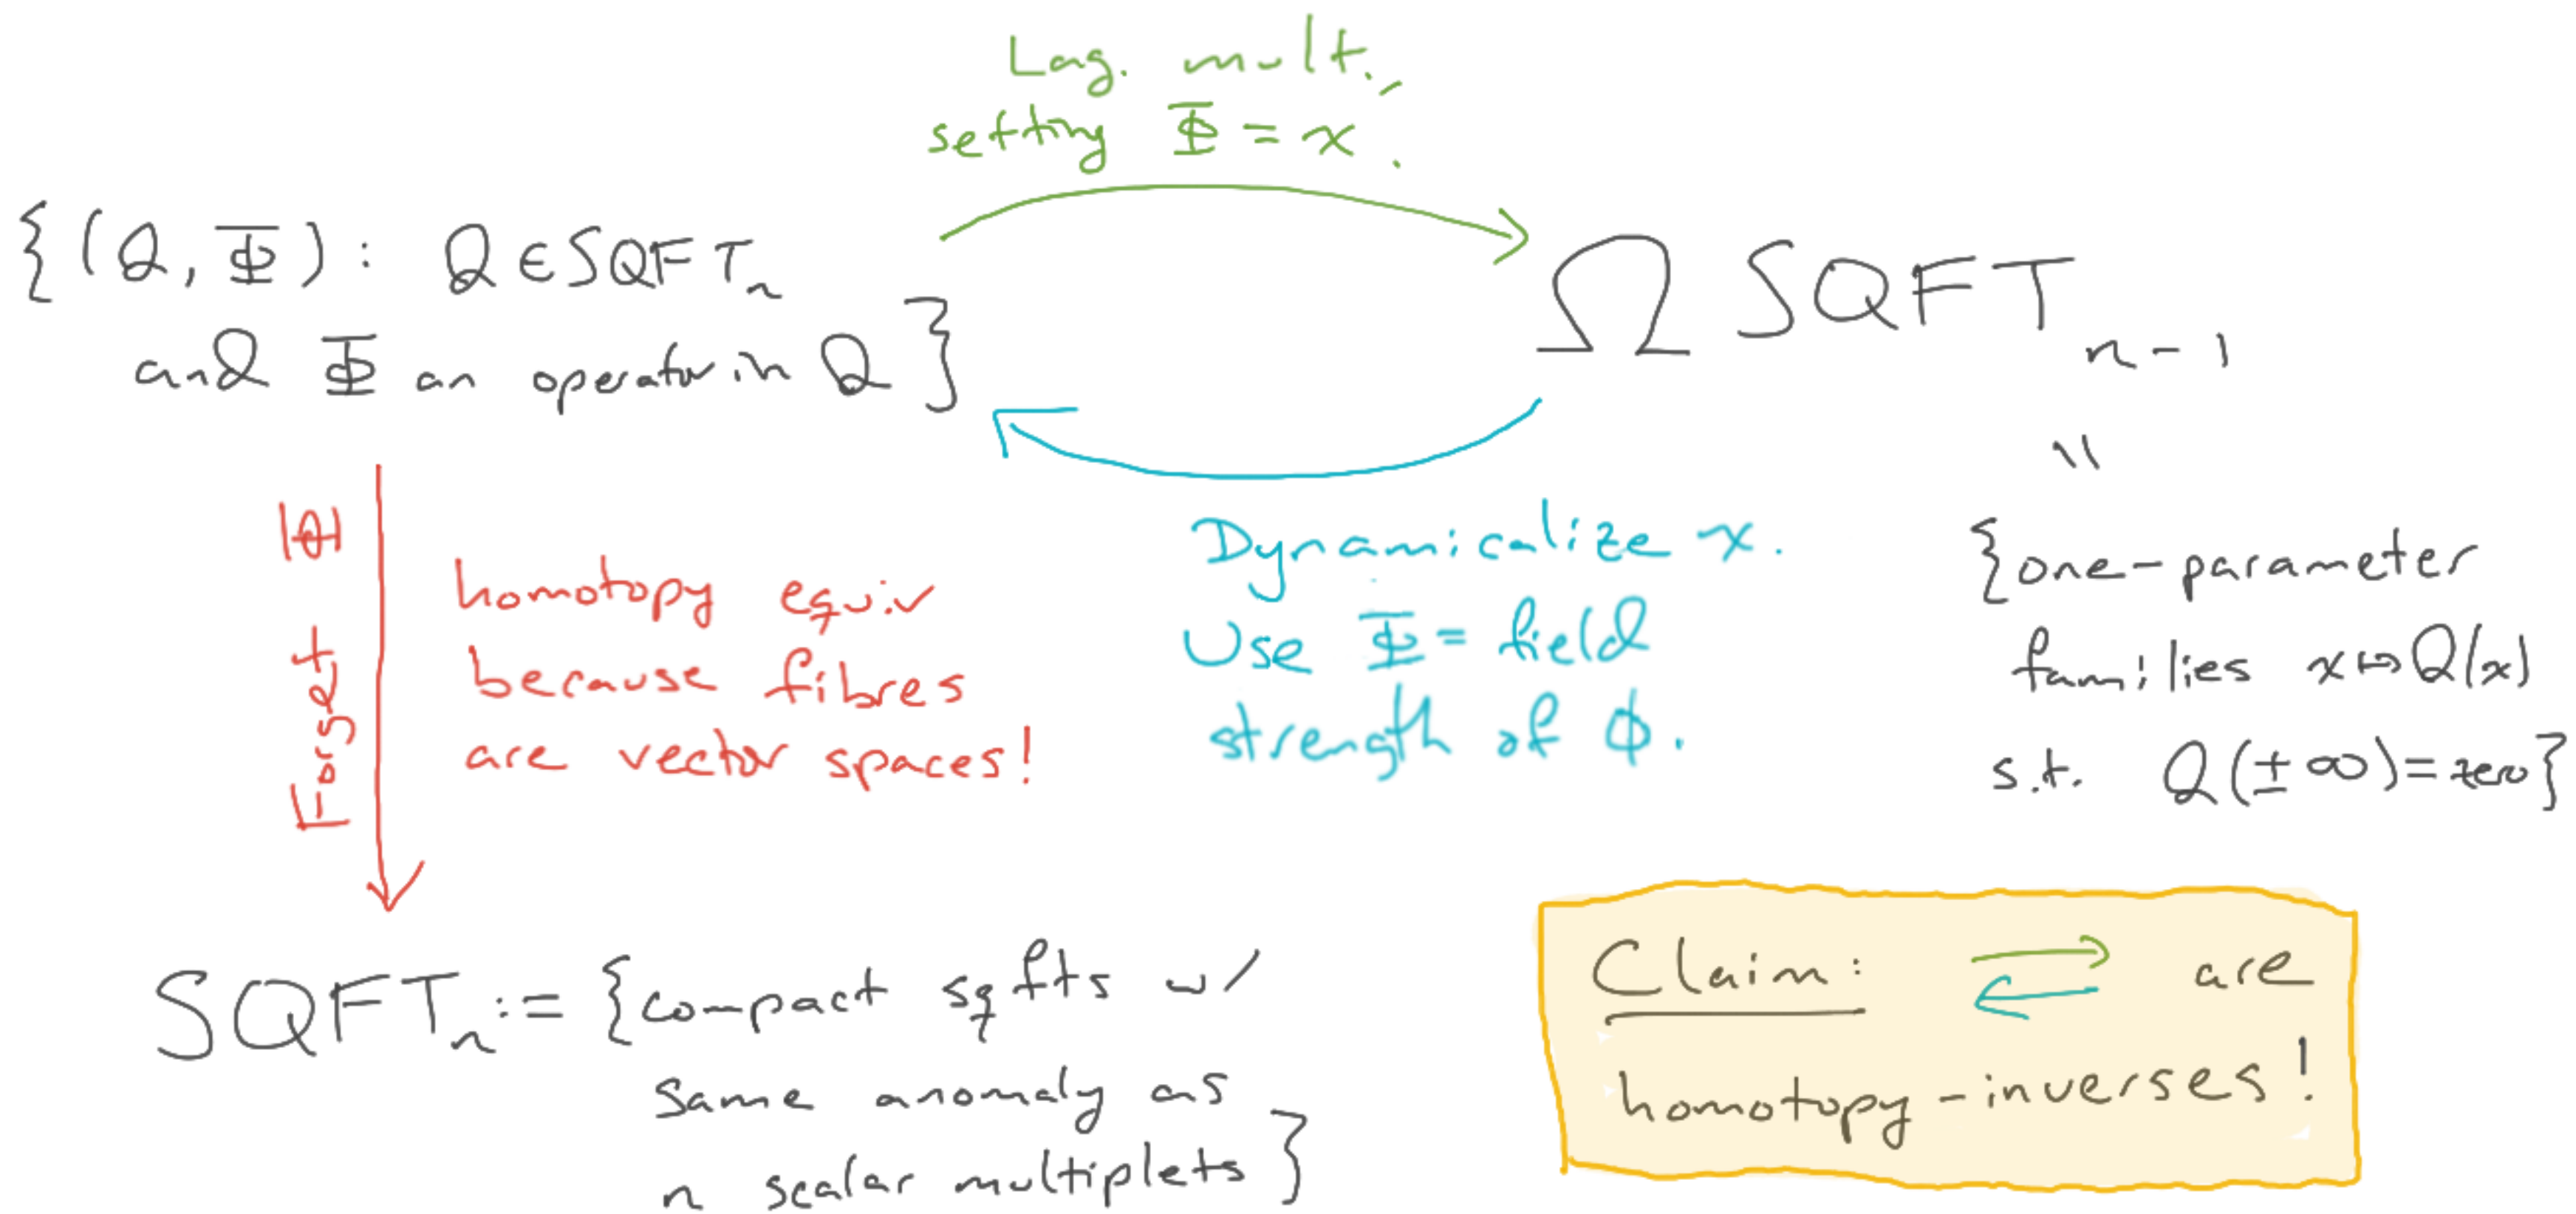 Lag. mult.,
setting Φ = x.
{(Q, Φ): Q ∈ SQFT_n
and Φ an operator in Q}
Ω SQFT_{n-1}
=
{one-parameter
families x ↦ Q(x)
s.t. Q(±∞) = zero}
Dynamicalize x.
Use Φ = field
strength of ϕ.
Forget Φ
homotopy equiv
because fibres
are vector spaces!
SQFT_n := {compact sqfts w/
same anomaly as
n scalar multiplets}
Claim: → ← are
homotopy-inverses!